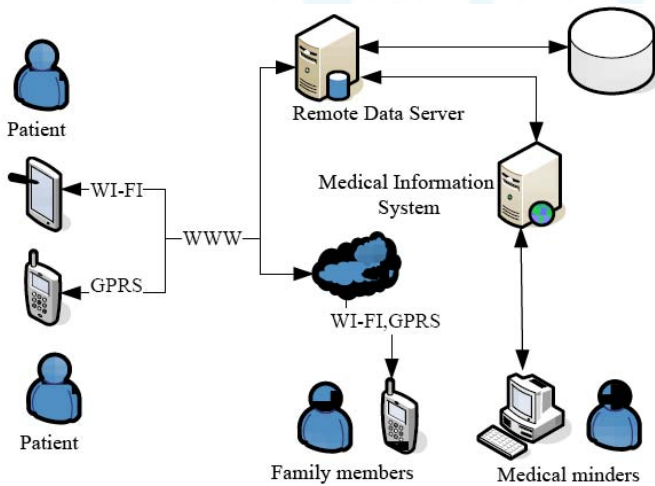 Patient
Remote Data Server
WI-FI
Medical Information
System
WWW
GPRS
WI-FI,GPRS
Patient
Family members
Medical minders